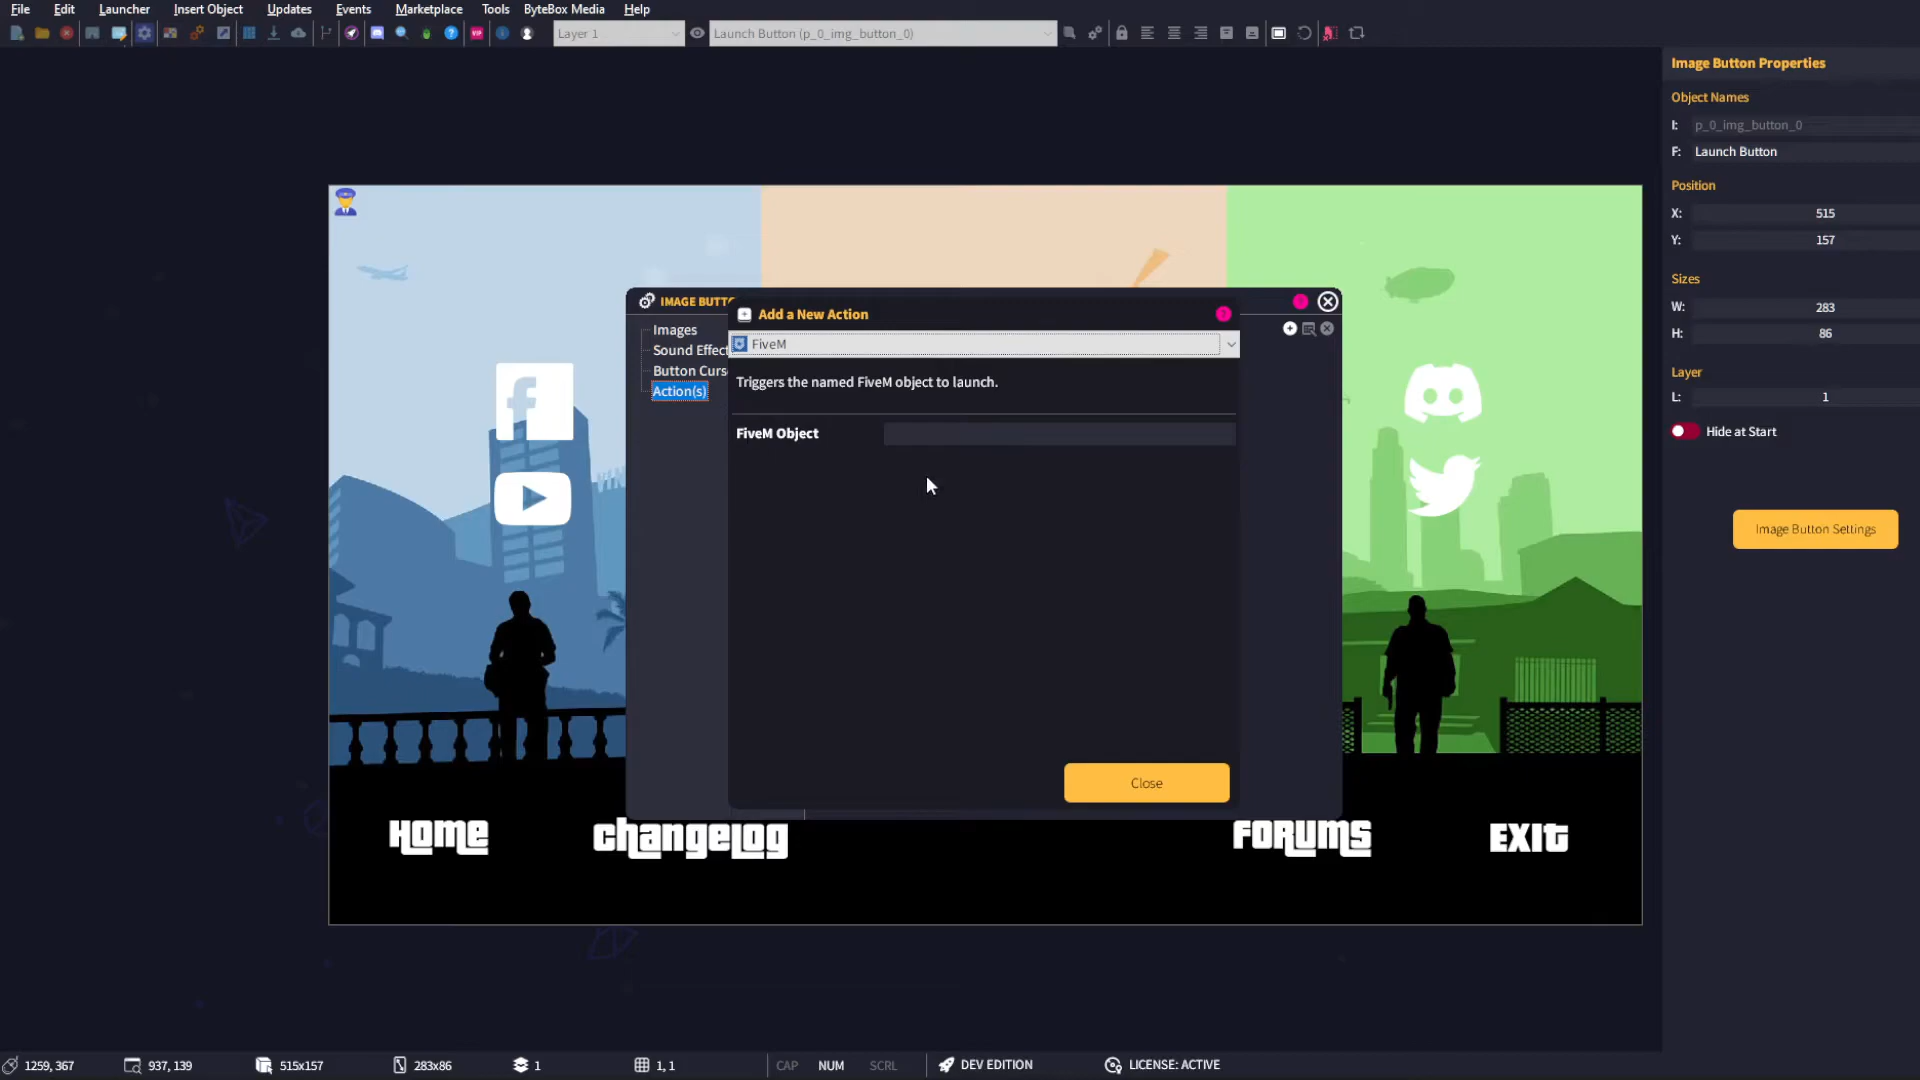 File Edit Launcher Insert Object Updates Events Marketplace Tools ByteBox Media Help
Layer 1 Launch Button (p_0_img_button_0)
Image Button Properties
Object Names
I: p_0_img_button_0
F: Launch Button
Position
X: 515
Y: 157
Sizes
W: 283
H: 86
Layer
L: 1
Hide at Start
Image Button Settings
IMAGE BUTT
Images
Sound Effect
Button Curs
Action(s)
Add a New Action
FiveM
Triggers the named FiveM object to launch.
FiveM Object
Close
Home
Changelog
Forums
Exit
1259, 367 937, 139 515x157 283x86 1 1, 1 CAP NUM SCRL DEV EDITION LICENSE: ACTIVE